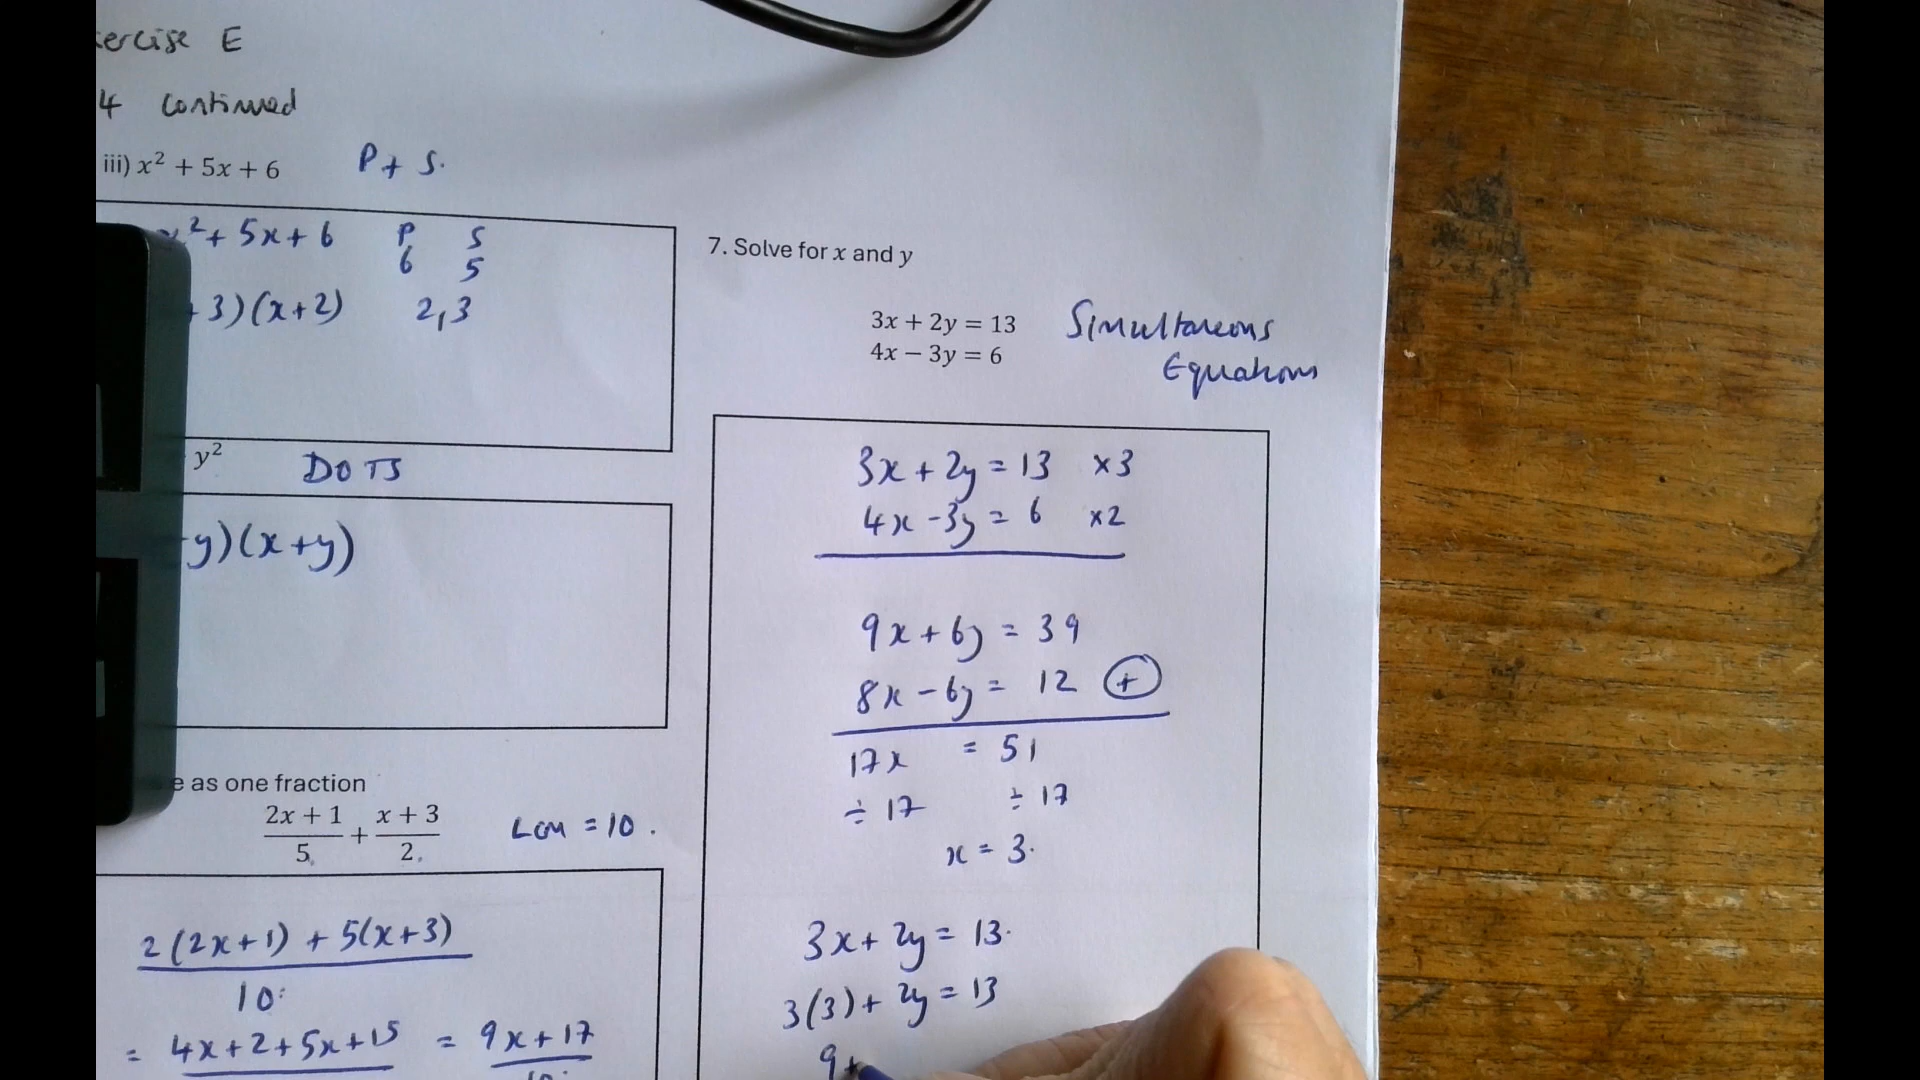 ercise E
4 continued
iii) x² + 5x + 6 P + S.
x² + 5x + 6 P S
6 5
+ 3)(x+2) 2,3
y² DOTS
y)(x+y)
e as one fraction
2x + 1 / 5 + x + 3 / 2 LCM = 10.
2(2x+1) + 5(x+3)
10
= 4x+2+5x+15 = 9x+17
10
7. Solve for x and y
3x + 2y = 13
4x − 3y = 6
Simultaneous
Equations
3x + 2y = 13 ×3
4x - 3y = 6 ×2
9x + 6y = 39
8x - 6y = 12 +
17x = 51
÷ 17 ÷ 17
x = 3.
3x + 2y = 13.
3(3) + 2y = 13
9+